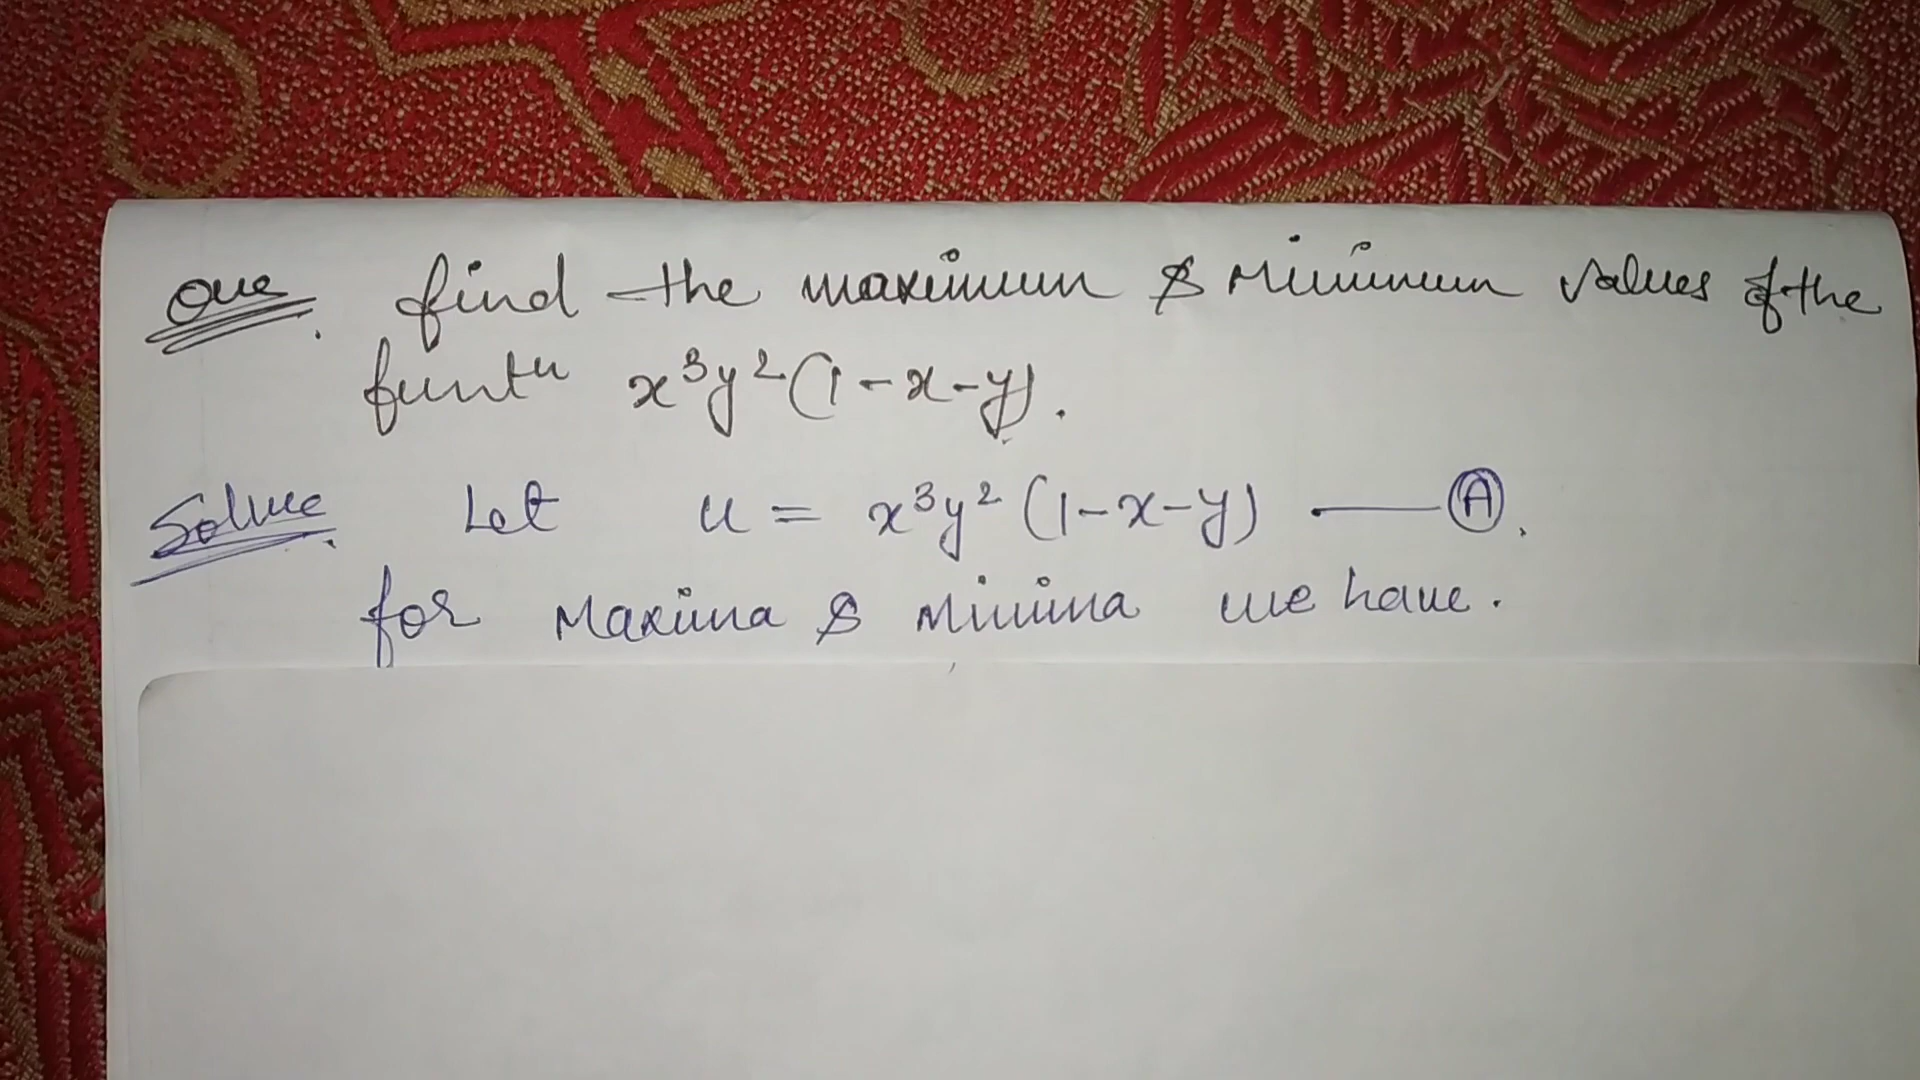 Que. find the maximum & Minimum values of the
funtn x³y²(1-x-y).
Solve. Let u = x³y² (1-x-y) — Ⓐ.
for Maxima & Minima we have.